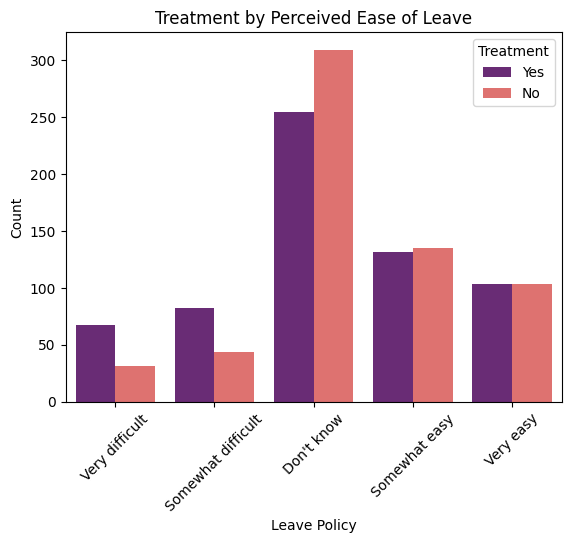 Treatment by Perceived Ease of Leave
Treatment
Yes
No
Count
300
250
200
150
100
50
0
Very difficult
Somewhat difficult
Don't know
Somewhat easy
Very easy
Leave Policy